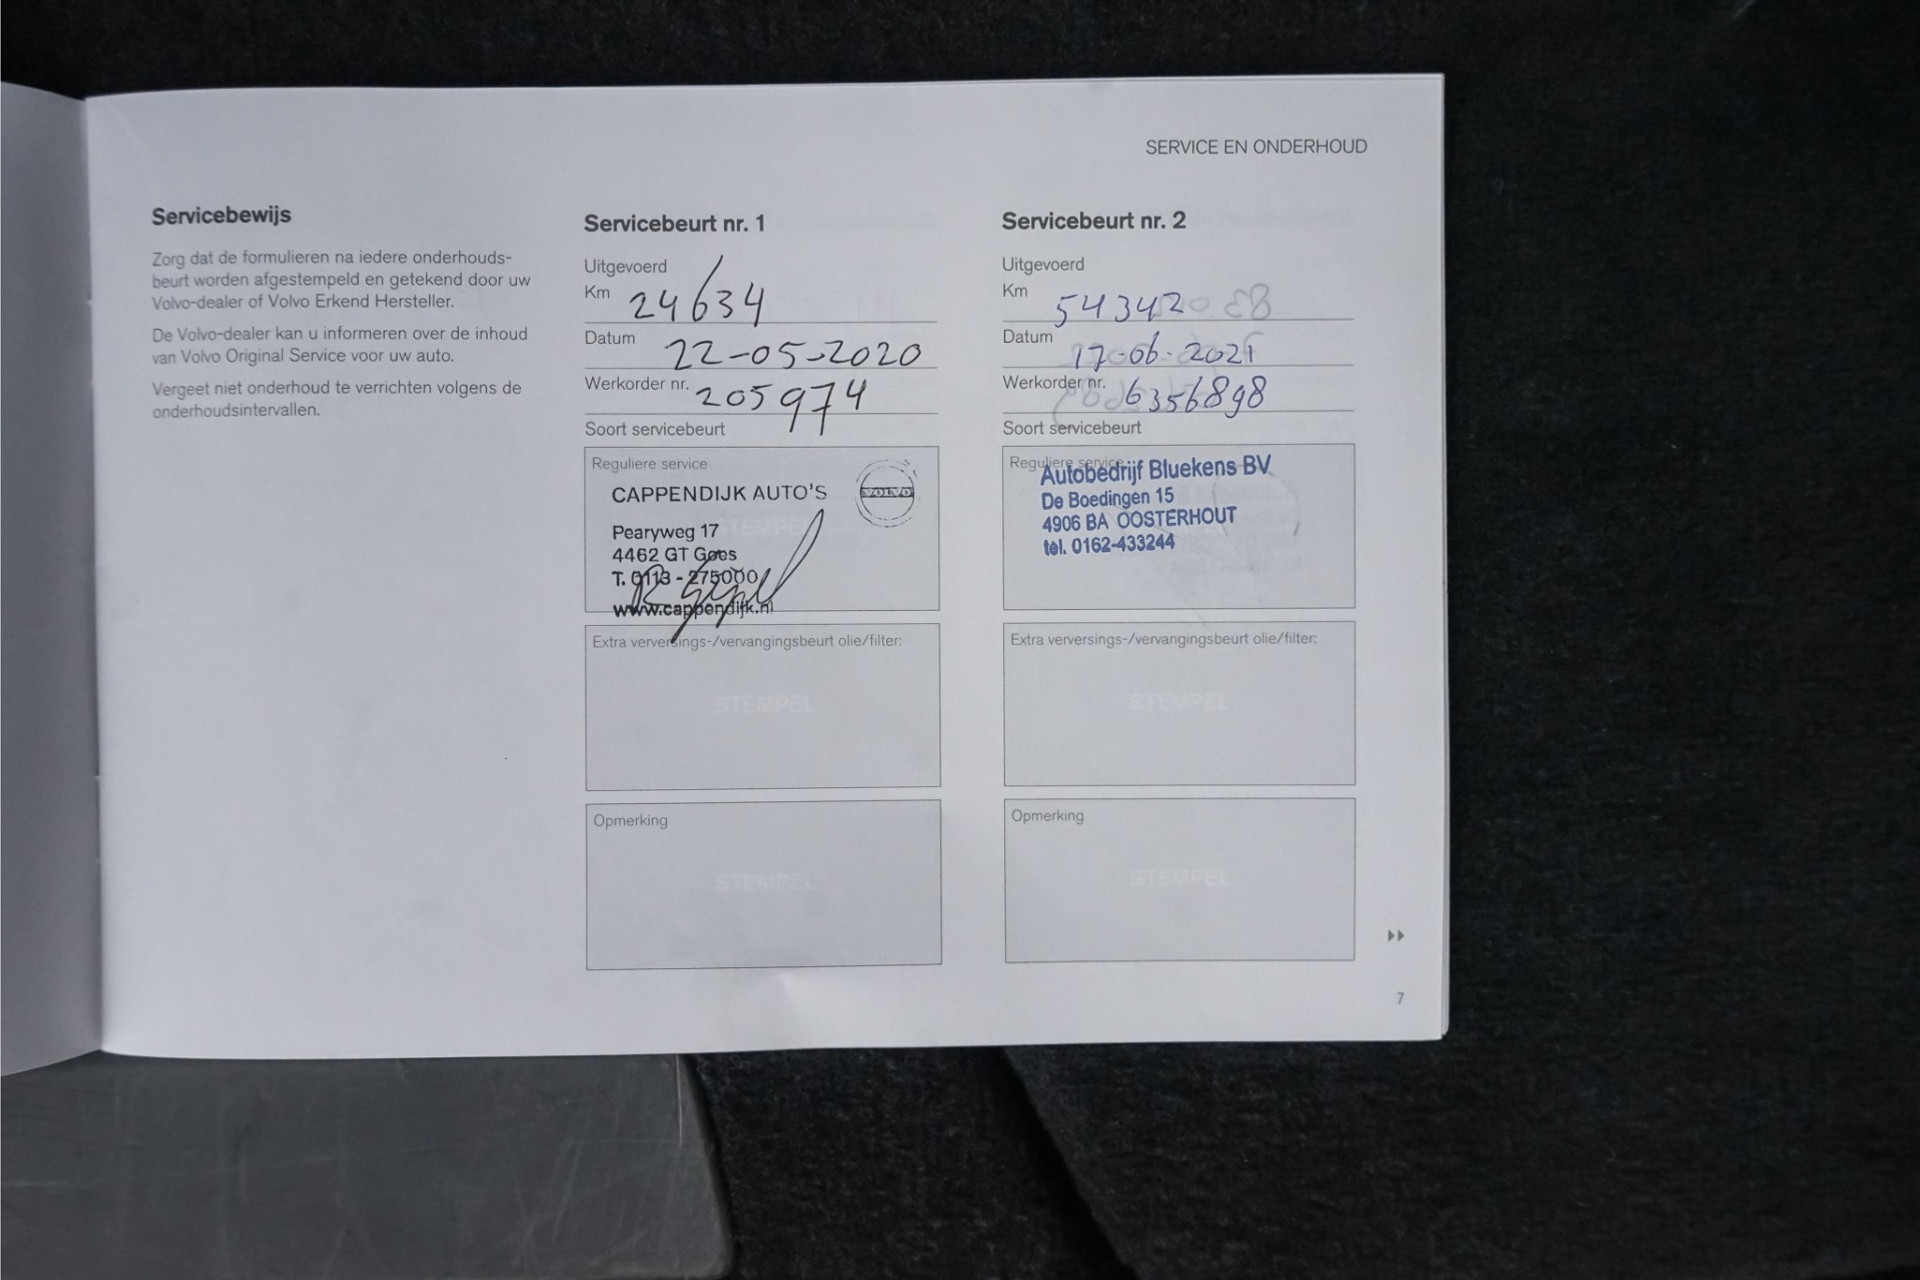 SERVICE EN ONDERHOUD
Servicebewijs
Zorg dat de formulieren na iedere onderhouds-
beurt worden afgestempeld en getekend door uw
Volvo-dealer of Volvo Erkend Hersteller.
De Volvo-dealer kan u informeren over de inhoud
van Volvo Original Service voor uw auto.
Vergeet niet onderhoud te verrichten volgens de
onderhoudsintervallen.
Servicebeurt nr. 1
Uitgevoerd
Km 24634
Datum 22-05-2020
Werkorder nr. 205974
Soort servicebeurt
Reguliere service
CAPPENDIJK AUTO'S
VOLVO
Pearyweg 17
4462 GT Goes
T. 0113 - 275000
www.cappendijk.nl
Extra verversings-/vervangingsbeurt olie/filter:
STEMPEL
Opmerking
STEMPEL
Servicebeurt nr. 2
Uitgevoerd
Km 54342
Datum 17-06-2021
Werkorder nr. 6356898
Soort servicebeurt
Reguliere service
Autobedrijf Bluekens BV
De Boedingen 15
4906 BA OOSTERHOUT
tel. 0162-433244
Extra verversings-/vervangingsbeurt olie/filter:
STEMPEL
Opmerking
STEMPEL
7